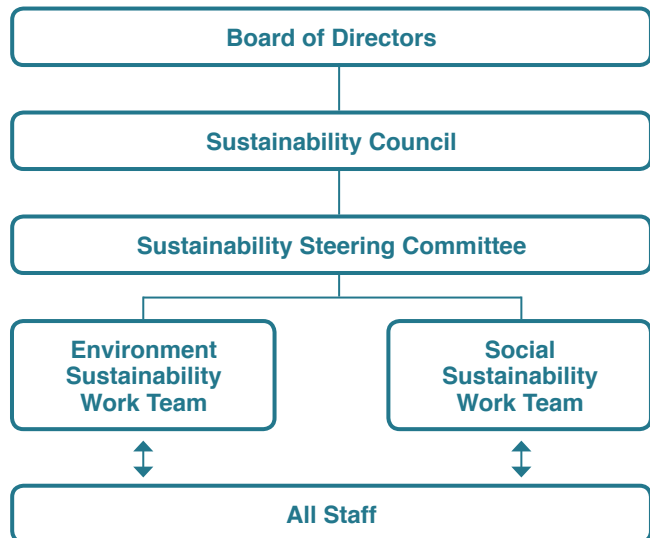 Board of Directors
Sustainability Council
Sustainability Steering Committee
Environment
Sustainability
Work Team
Social
Sustainability
Work Team
All Staff